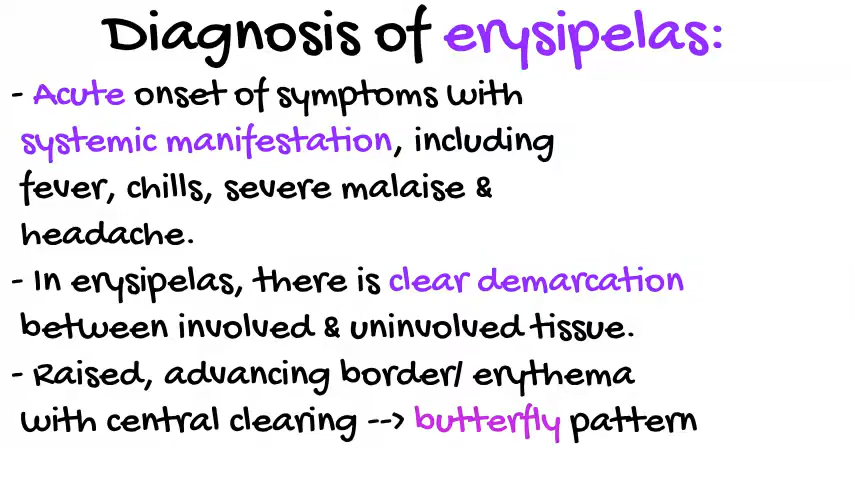 Diagnosis of erysipelas:
- Acute onset of symptoms with
systemic manifestation, including
fever, chills, severe malaise &
headache.
- In erysipelas, there is clear demarcation
between involved & uninvolved tissue.
- Raised, advancing border/ erythema
with central clearing --> butterfly pattern